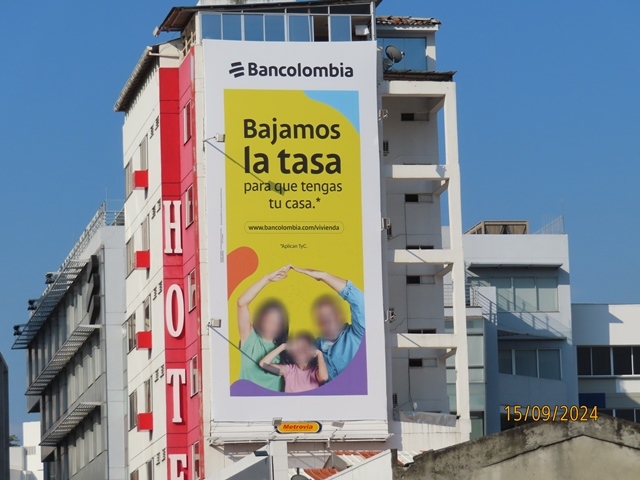 Bancolombia
Bajamos
la tasa
para que tengas
tu casa.*
www.bancolombia.com/vivienda
*Aplican TyC.
Metrovía
HOTE
15/09/2024